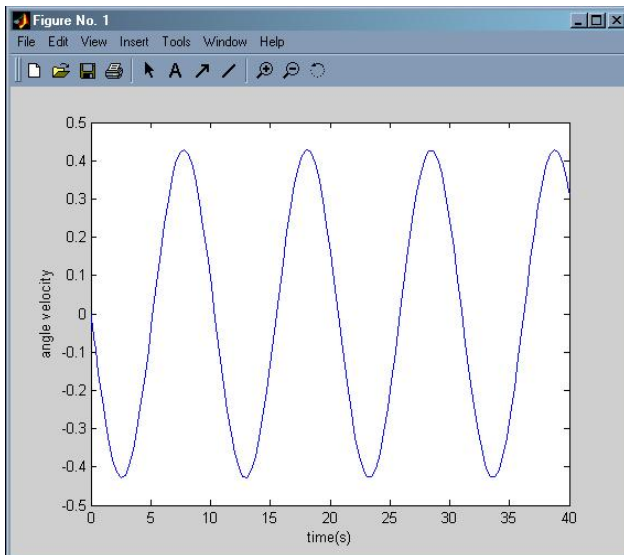 Figure No. 1
File Edit View Insert Tools Window Help
A
0.5
0.4
0.3
0.2
0.1
0
-0.1
-0.2
-0.3
-0.4
-0.5
angle velocity
0 5 10 15 20 25 30 35 40
time(s)